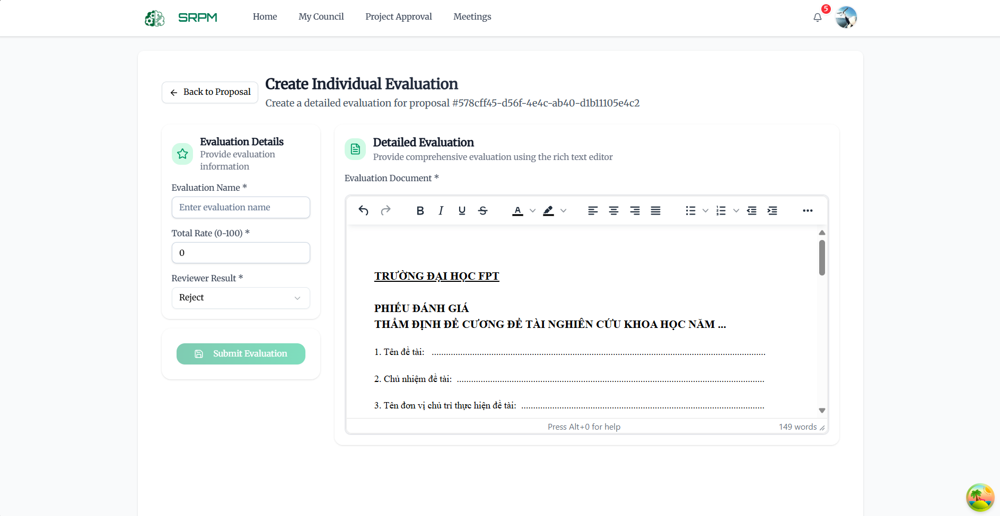 SRPM
Home
My Council
Project Approval
Meetings
5
Back to Proposal
Create Individual Evaluation
Create a detailed evaluation for proposal #578cff45-d56f-4e4c-ab40-d1b11105e4c2
Evaluation Details
Provide evaluation
information
Evaluation Name *
Enter evaluation name
Total Rate (0-100) *
0
Reviewer Result *
Reject
Submit Evaluation
Detailed Evaluation
Provide comprehensive evaluation using the rich text editor
Evaluation Document *
TRƯỜNG ĐẠI HỌC FPT
PHIẾU ĐÁNH GIÁ
THẨM ĐỊNH ĐỀ CƯƠNG ĐỀ TÀI NGHIÊN CỨU KHOA HỌC NĂM ...
1. Tên đề tài: ............................................................................................................................................
2. Chủ nhiệm đề tài: .................................................................................................................................
3. Tên đơn vị chủ trì thực hiện đề tài: ......................................................................................................
Press Alt+0 for help
149 words